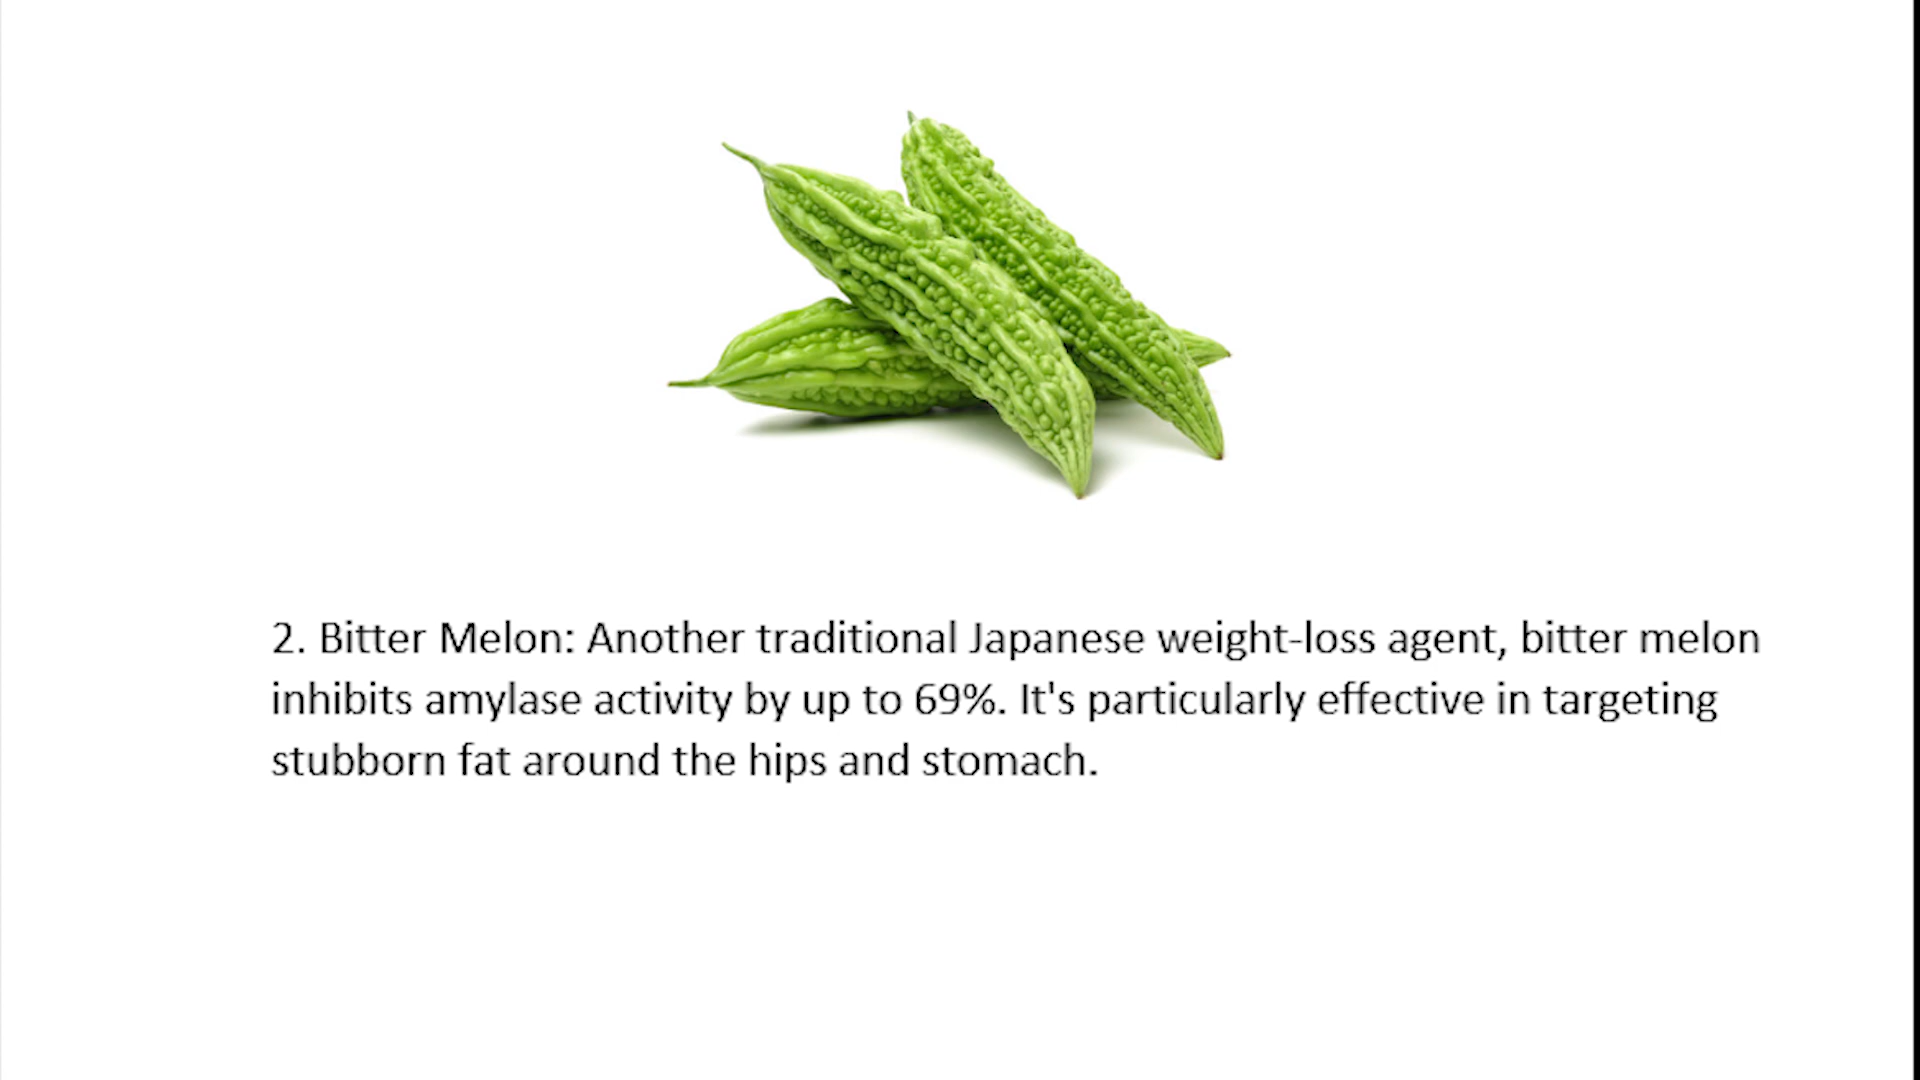 2. Bitter Melon: Another traditional Japanese weight-loss agent, bitter melon
inhibits amylase activity by up to 69%. It's particularly effective in targeting
stubborn fat around the hips and stomach.